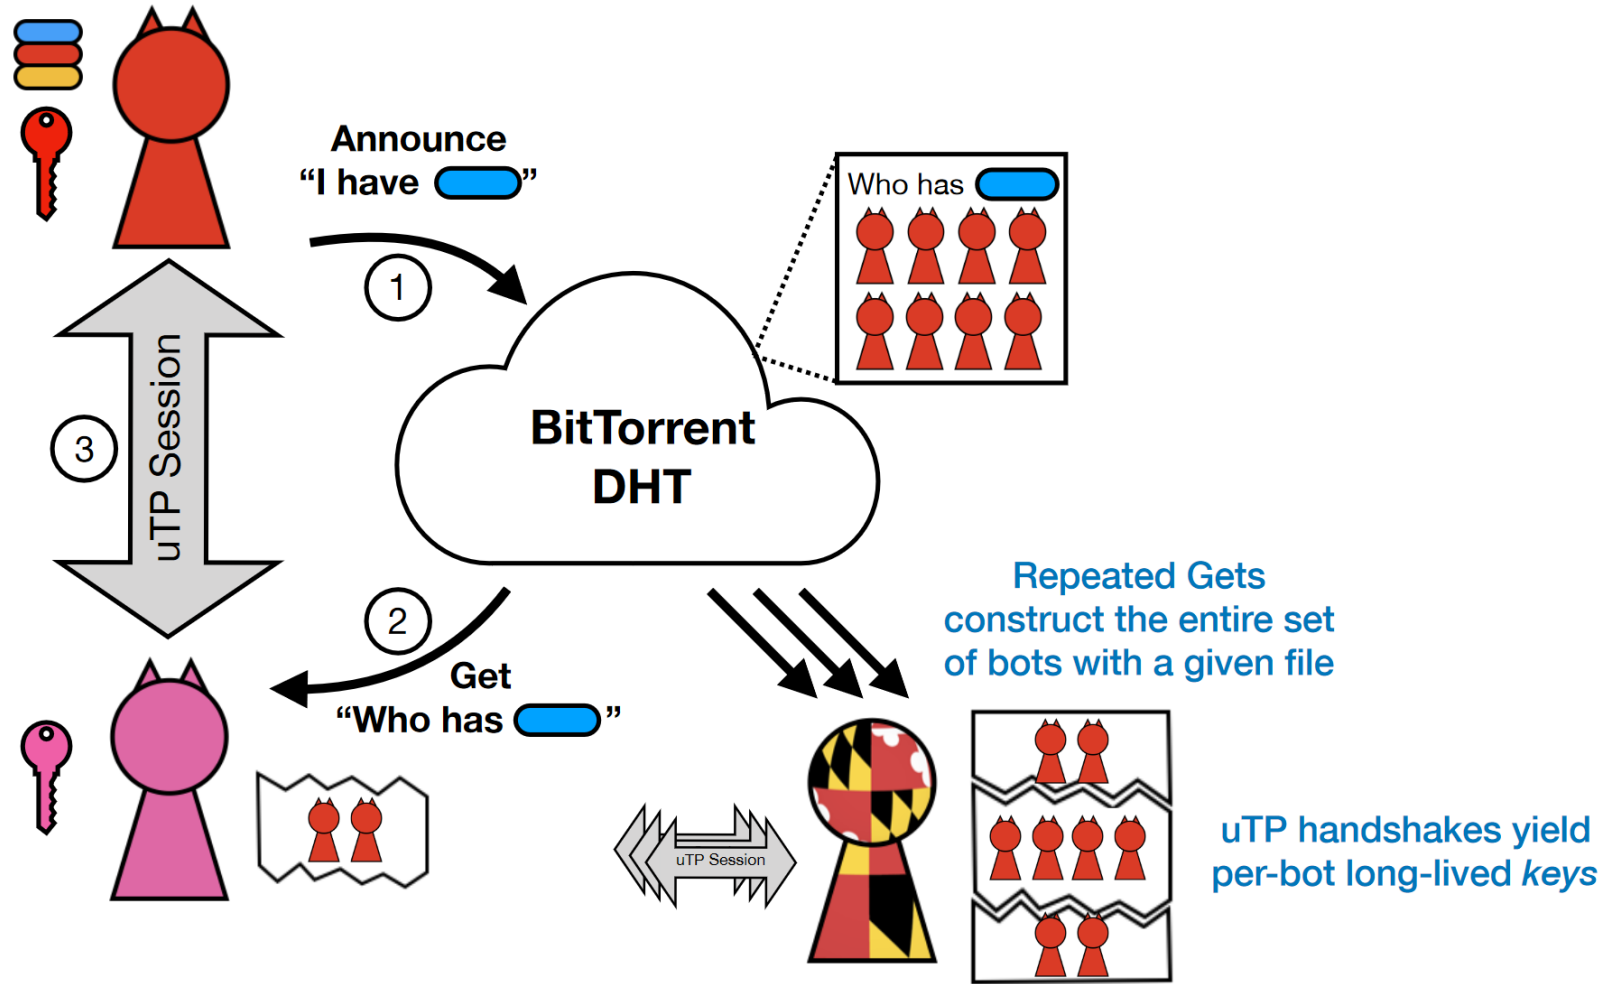 Announce
“I have ”
1
Who has
BitTorrent
DHT
3
uTP Session
2
Get
“Who has ”
Repeated Gets
construct the entire set
of bots with a given file
uTP Session
uTP handshakes yield
per-bot long-lived keys